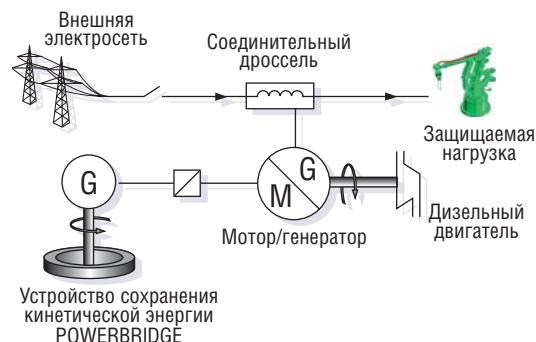 Внешняя
электросеть
Соединительный
дроссель
Защищаемая
нагрузка
G
G
M
Мотор/генератор
Дизельный
двигатель
Устройство сохранения
кинетической энергии
POWERBRIDGE